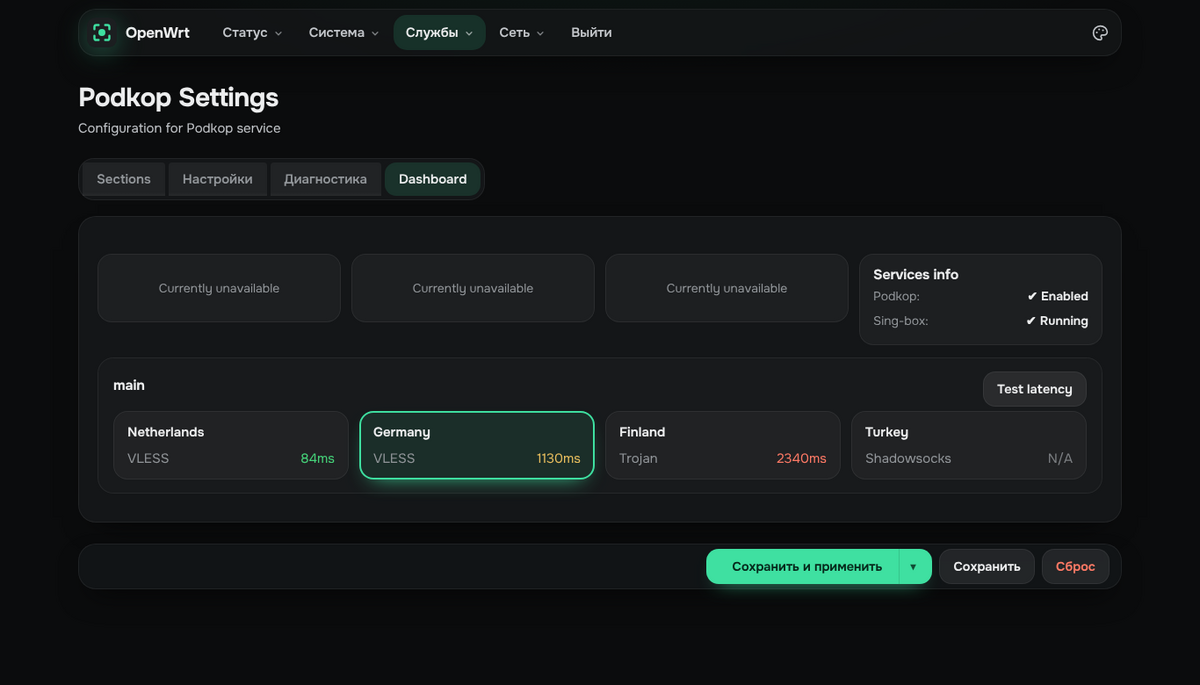 OpenWrt Статус Система Службы Сеть Выйти
Podkop Settings
Configuration for Podkop service
Sections Настройки Диагностика Dashboard
Currently unavailable
Currently unavailable
Currently unavailable
Services info
Podkop: ✔ Enabled
Sing-box: ✔ Running
main
Test latency
Netherlands
VLESS 84ms
Germany
VLESS 1130ms
Finland
Trojan 2340ms
Turkey
Shadowsocks N/A
Сохранить и применить ▾ Сохранить Сброс